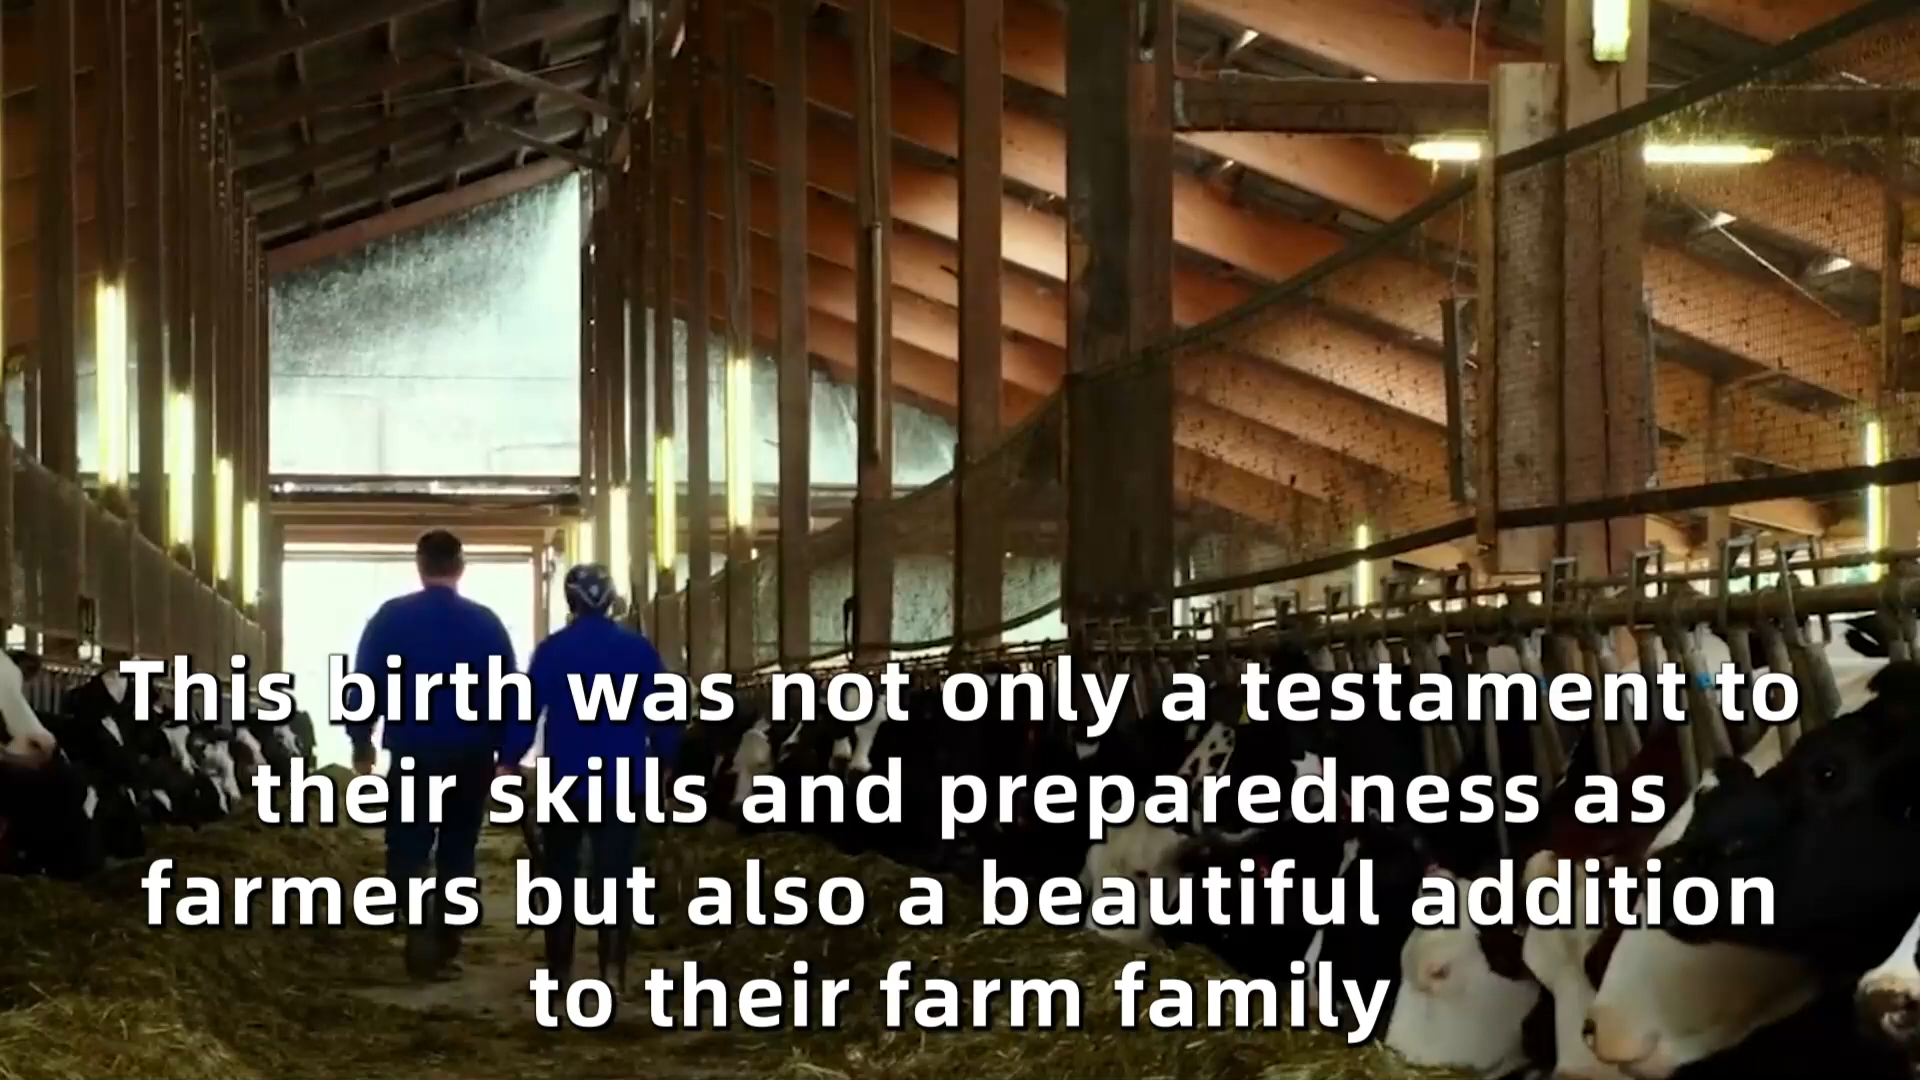 This birth was not only a testament to
their skills and preparedness as
farmers but also a beautiful addition
to their farm family